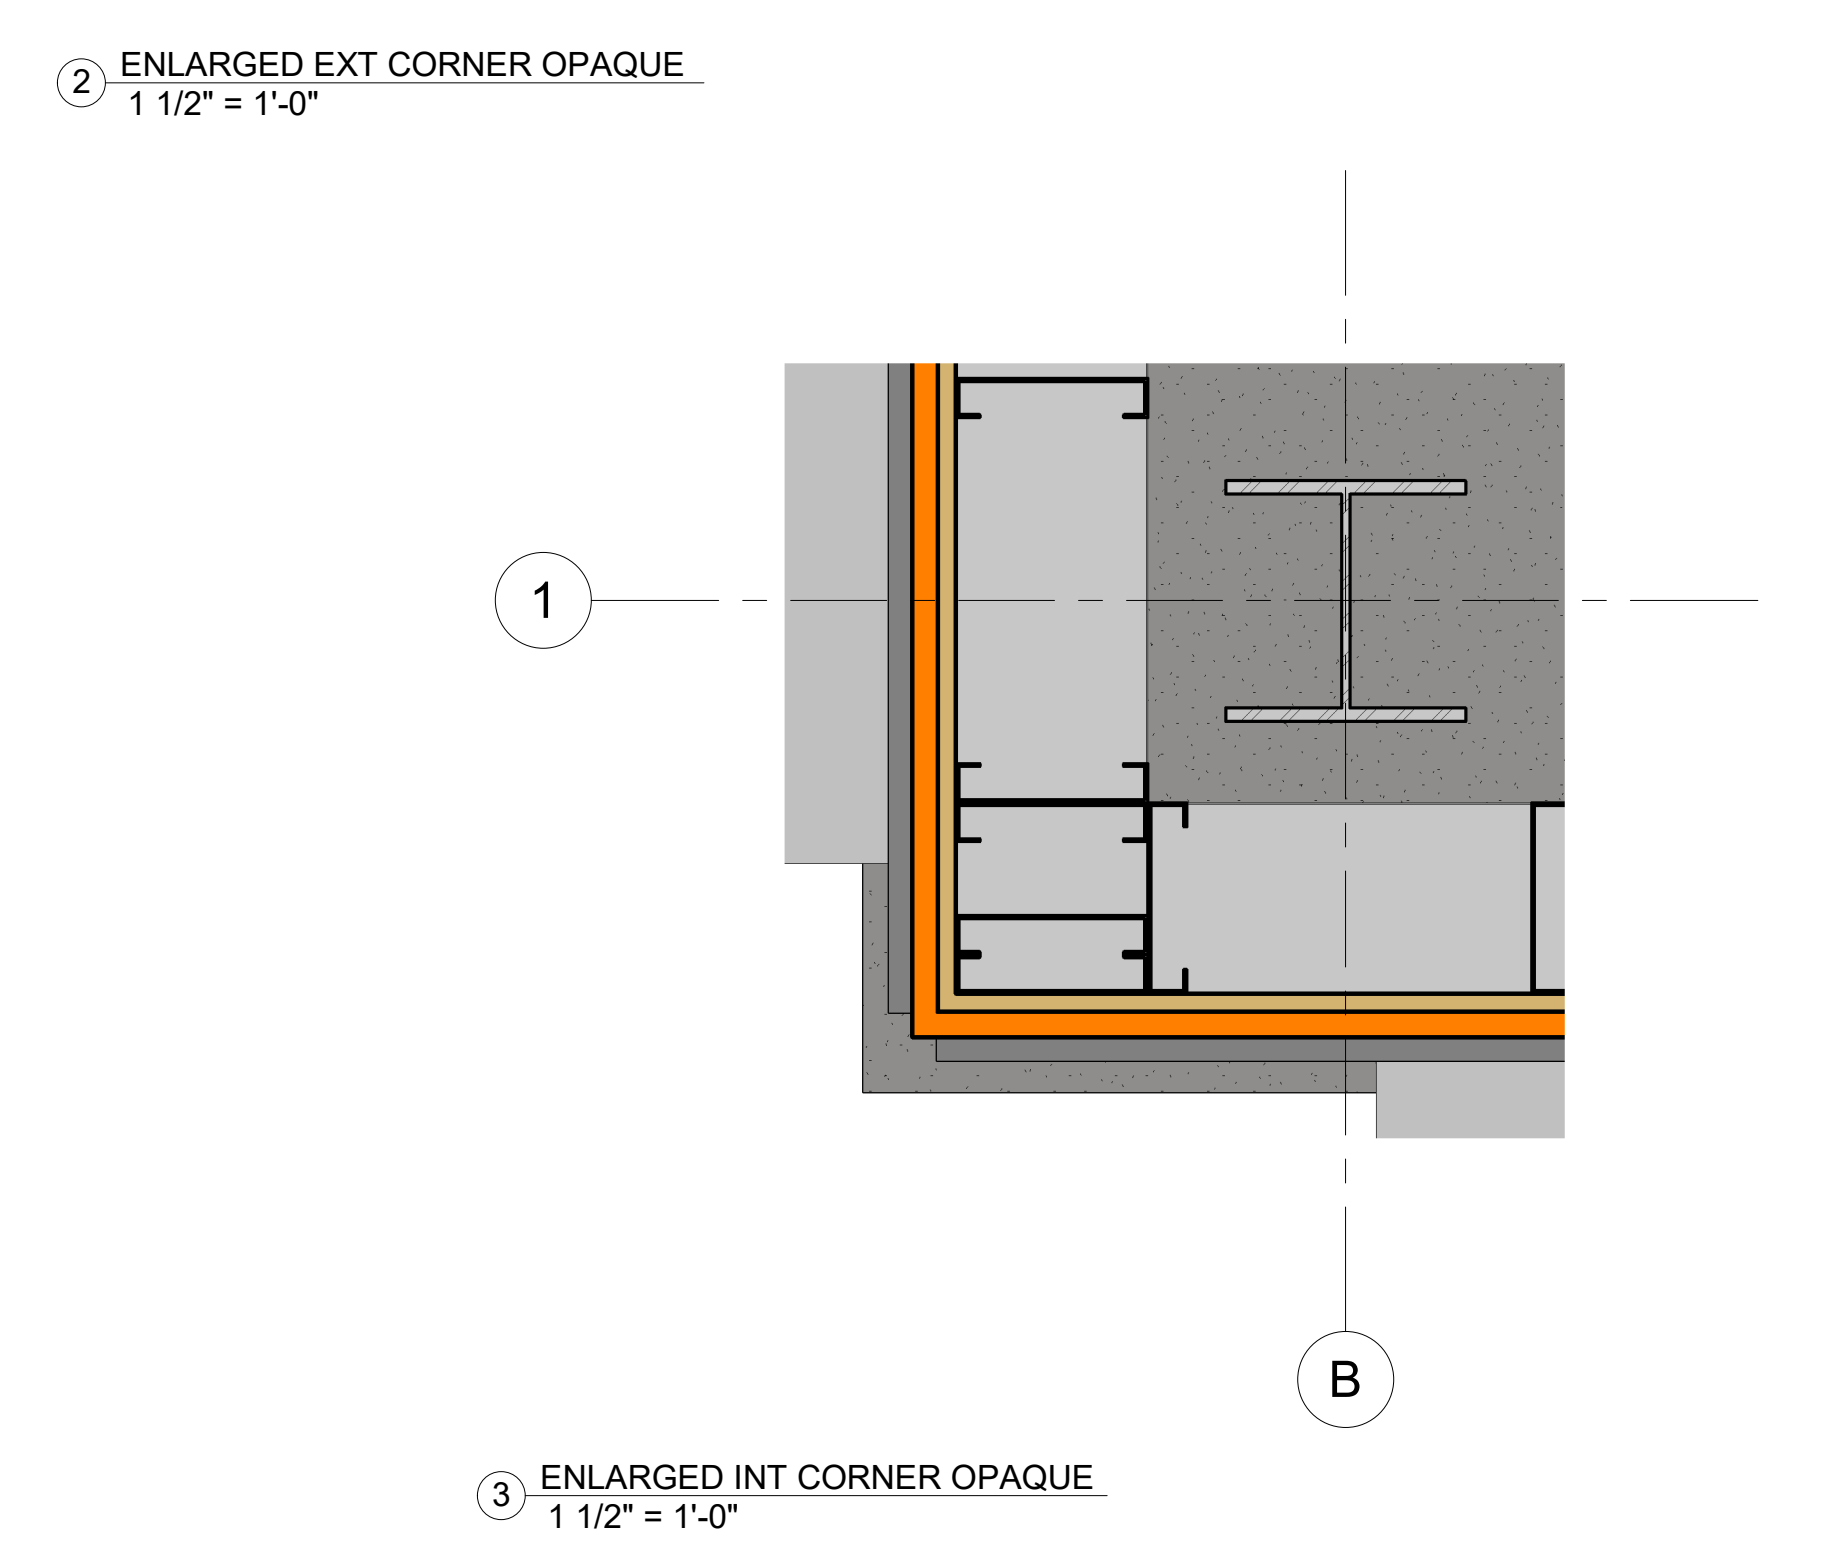 2 ENLARGED EXT CORNER OPAQUE
1 1/2" = 1'-0"
1
B
3 ENLARGED INT CORNER OPAQUE
1 1/2" = 1'-0"